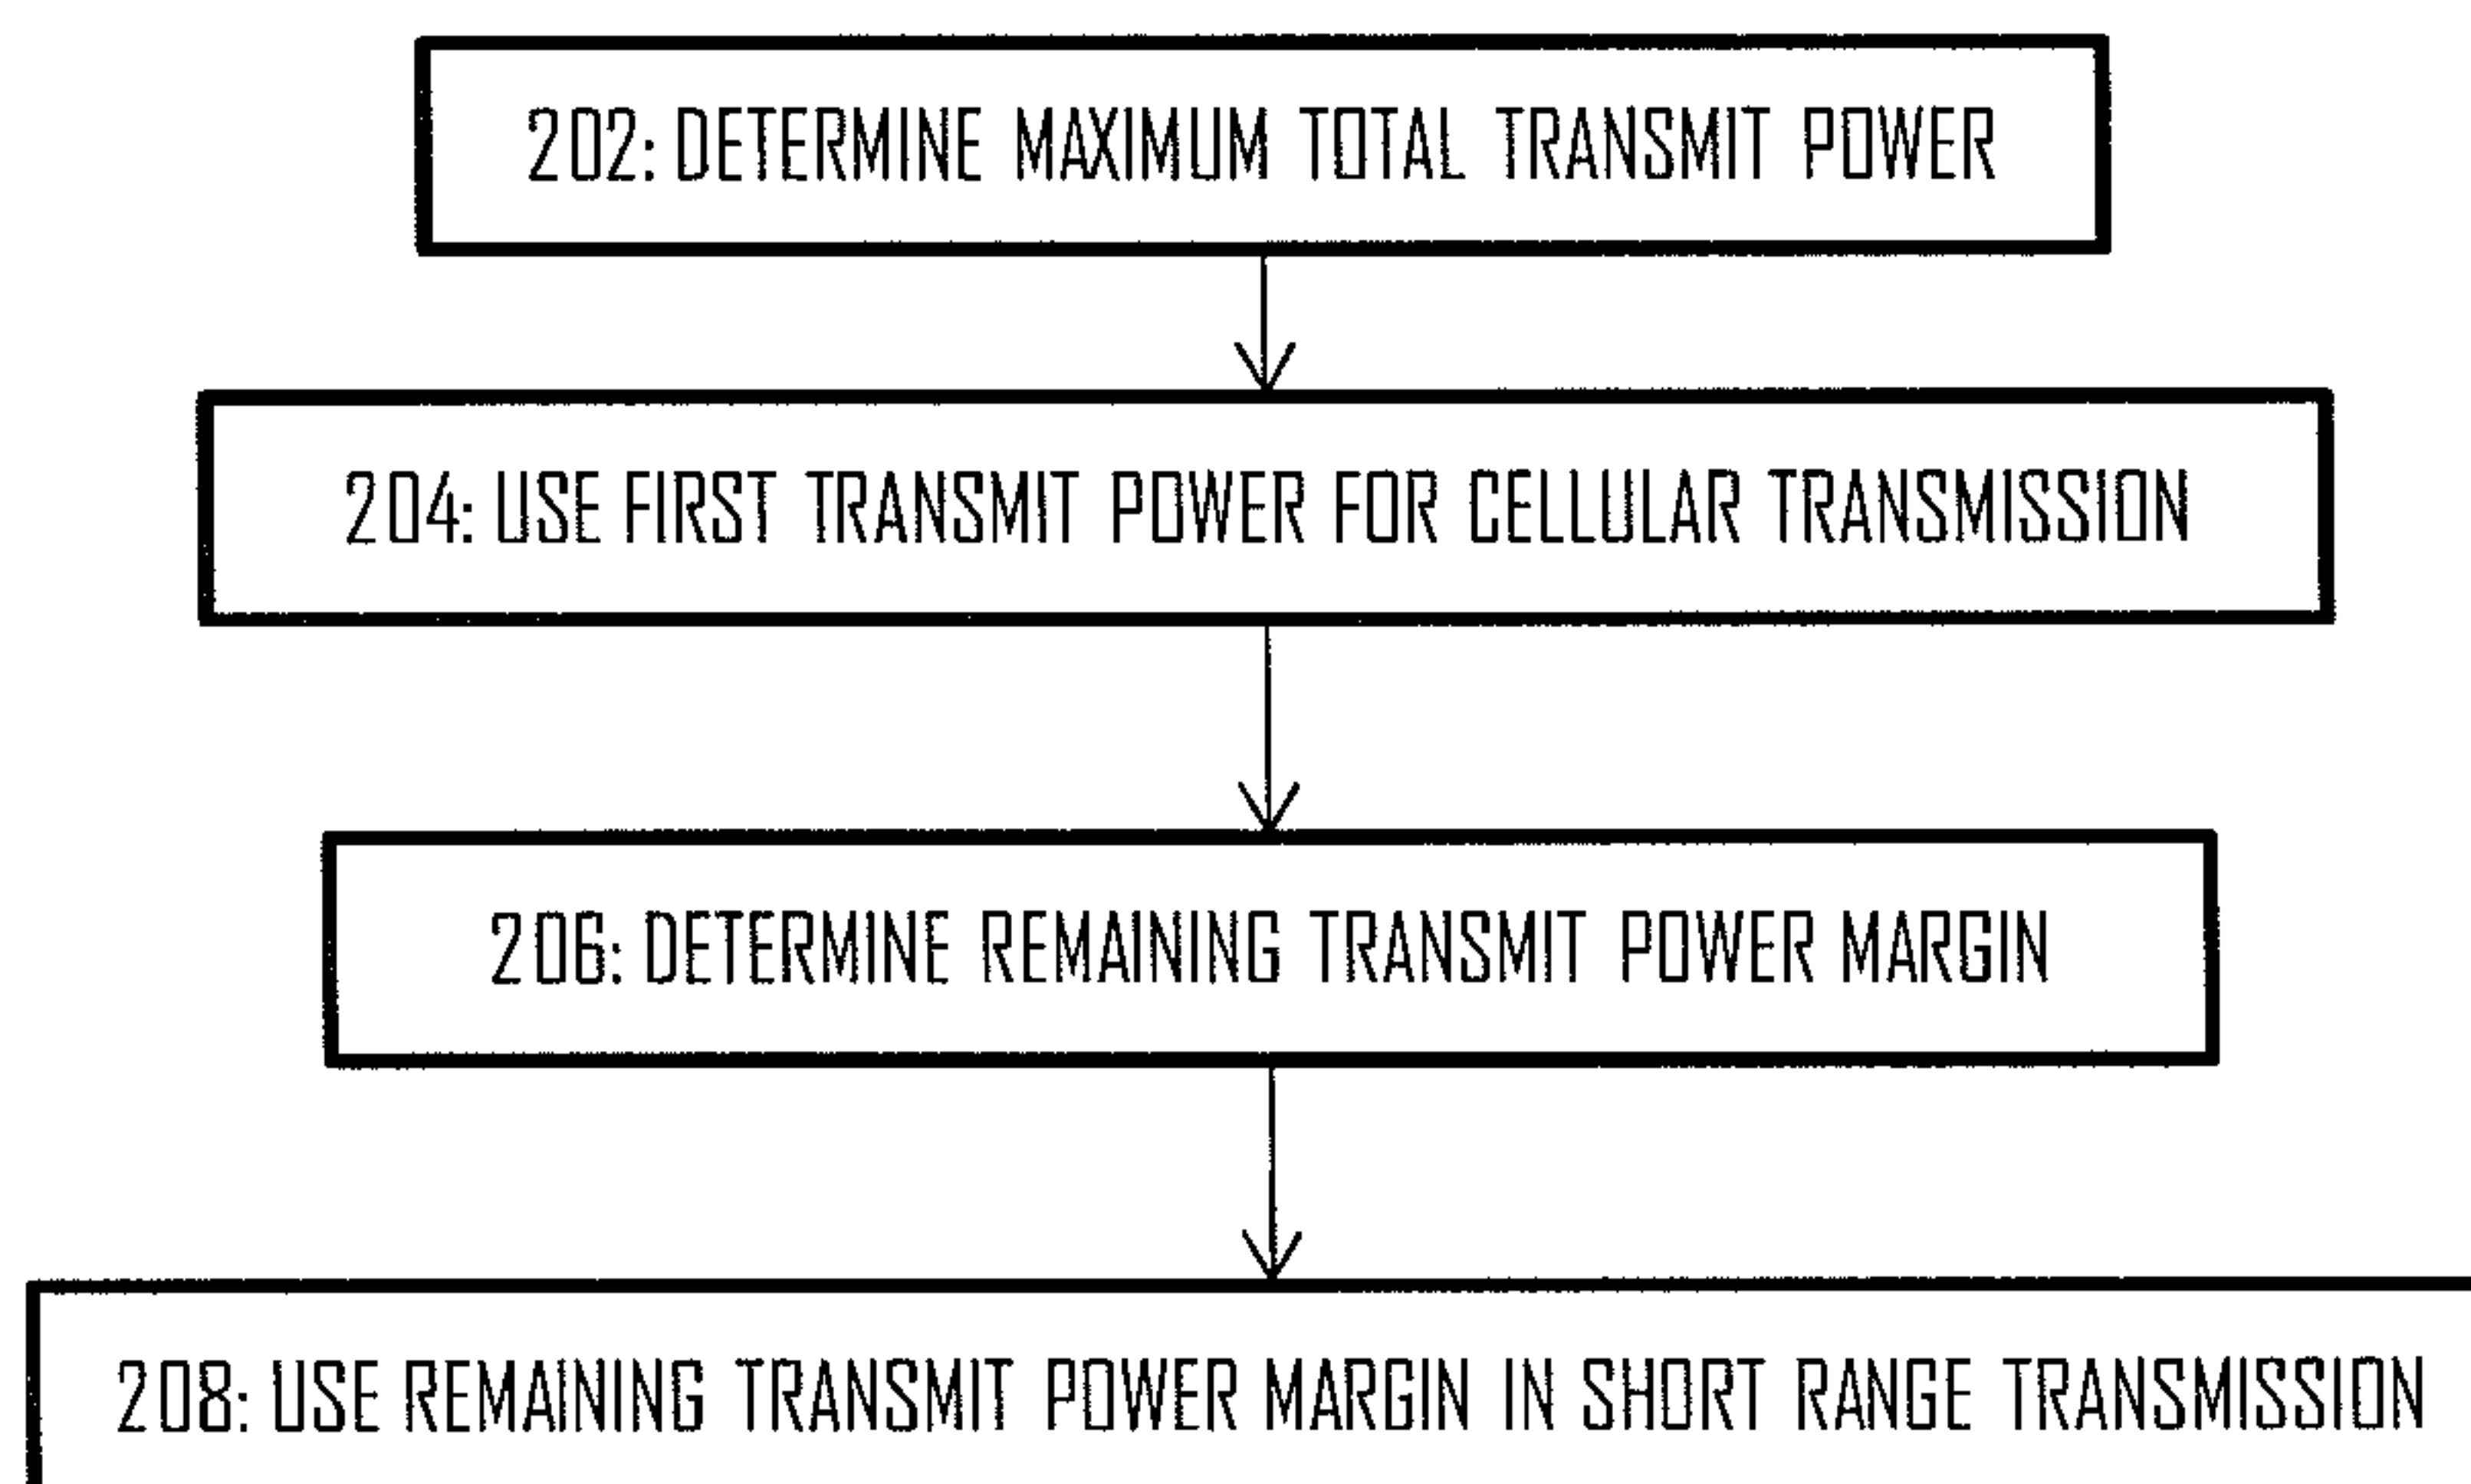 202: DETERMINE MAXIMUM TOTAL TRANSMIT POWER
204: USE FIRST TRANSMIT POWER FOR CELLULAR TRANSMISSION
206: DETERMINE REMAINING TRANSMIT POWER MARGIN
208: USE REMAINING TRANSMIT POWER MARGIN IN SHORT RANGE TRANSMISSION